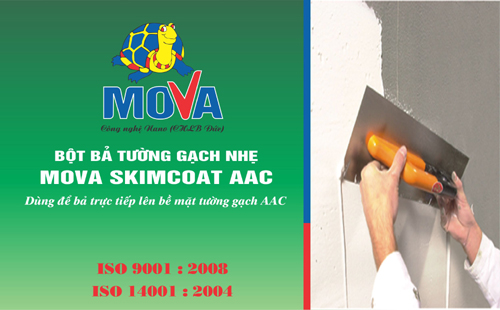 MOVA
Công nghệ Nano (CHLB Đức)
BỘT BẢ TƯỜNG GẠCH NHẸ
MOVA SKIMCOAT AAC
Dùng để bả trực tiếp lên bề mặt tường gạch AAC
ISO 9001 : 2008
ISO 14001 : 2004